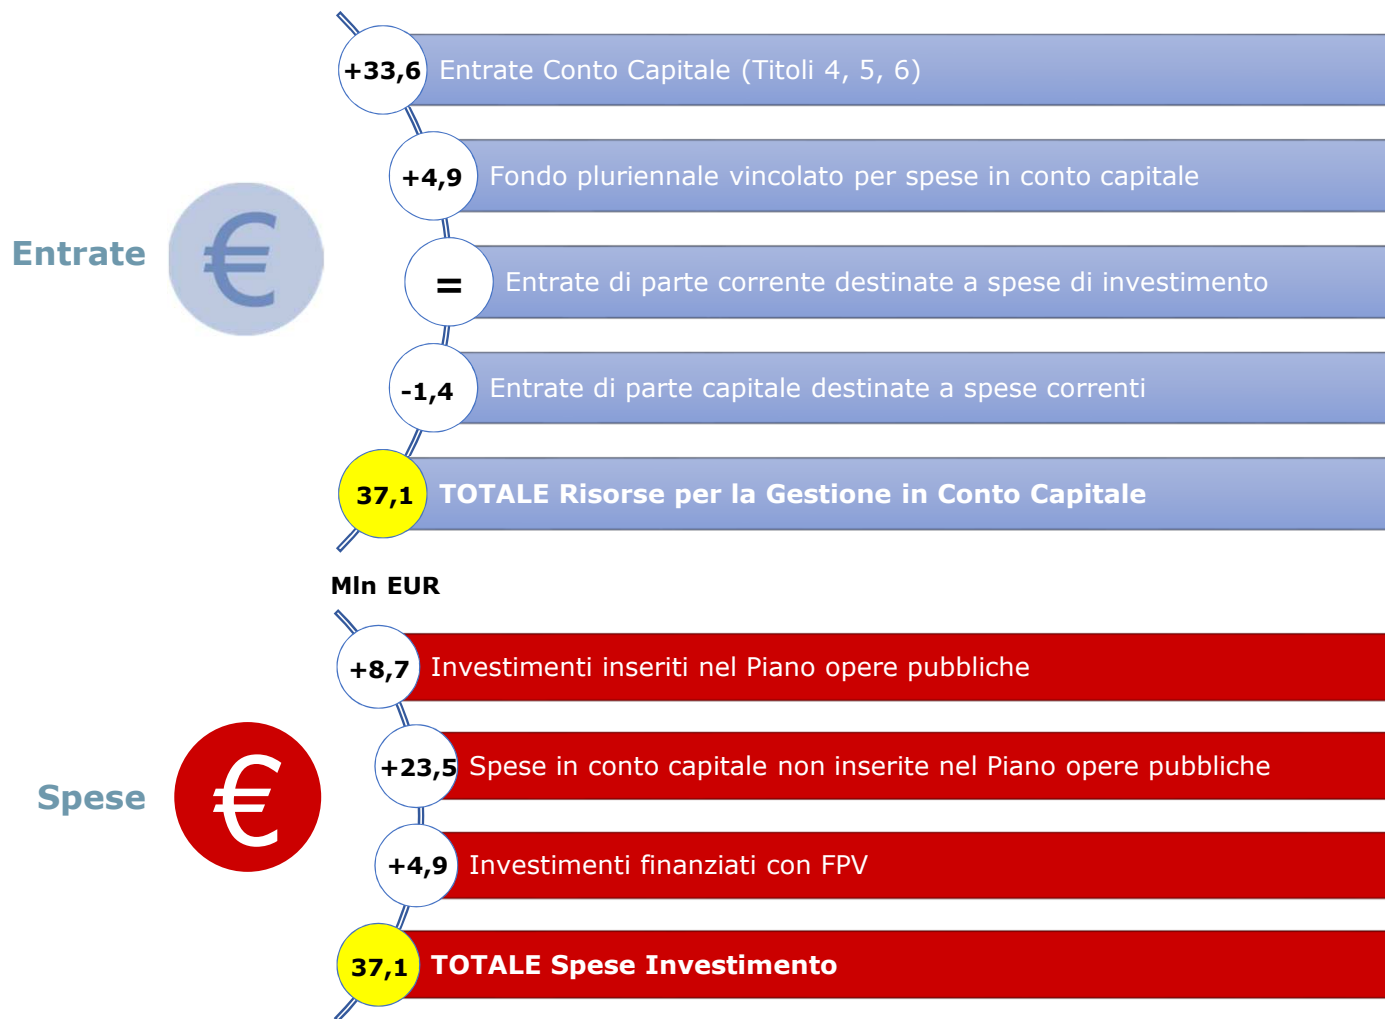 +33,6 Entrate Conto Capitale (Titoli 4, 5, 6)
+4,9 Fondo pluriennale vincolato per spese in conto capitale
Entrate €
= Entrate di parte corrente destinate a spese di investimento
-1,4 Entrate di parte capitale destinate a spese correnti
37,1 TOTALE Risorse per la Gestione in Conto Capitale
Mln EUR
+8,7 Investimenti inseriti nel Piano opere pubbliche
+23,5 Spese in conto capitale non inserite nel Piano opere pubbliche
Spese €
+4,9 Investimenti finanziati con FPV
37,1 TOTALE Spese Investimento